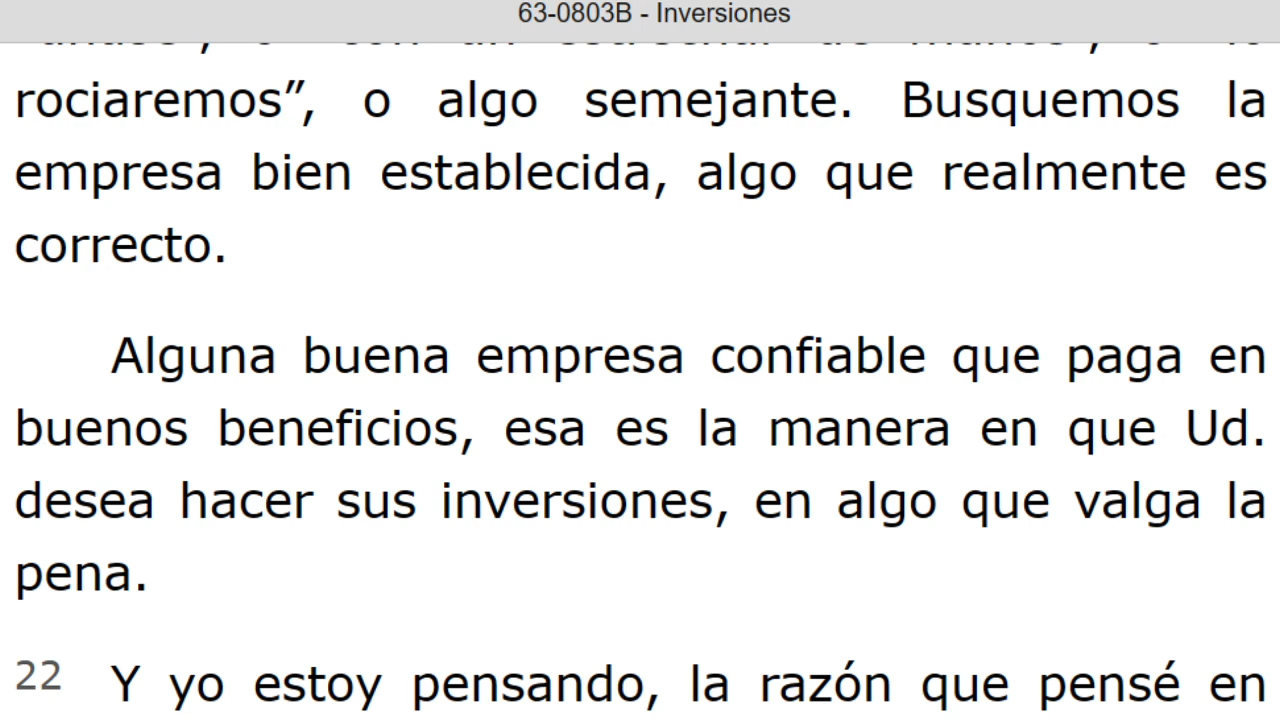 63-0803B - Inversiones
rociaremos”, o algo semejante. Busquemos la
empresa bien establecida, algo que realmente es
correcto.
Alguna buena empresa confiable que paga en
buenos beneficios, esa es la manera en que Ud.
desea hacer sus inversiones, en algo que valga la
pena.
22 Y yo estoy pensando, la razón que pensé en